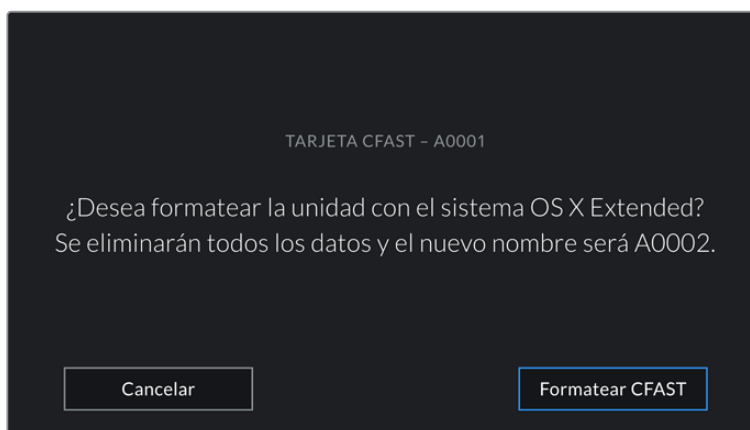 TARJETA CFAST – A0001
¿Desea formatear la unidad con el sistema OS X Extended?
Se eliminarán todos los datos y el nuevo nombre será A0002.
Cancelar
Formatear CFAST